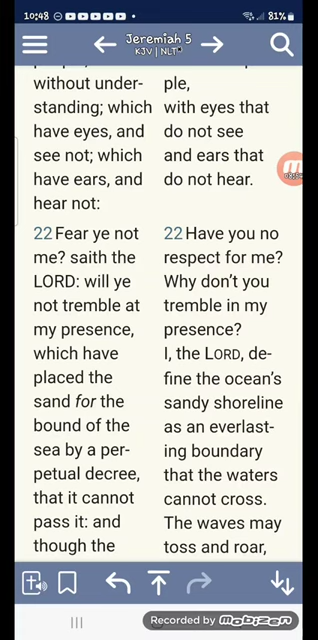 10:48
81%
Jeremiah 5
KJV | NLT
without under-
standing; which
have eyes, and
see not; which
have ears, and
hear not:
22 Fear ye not
me? saith the
LORD: will ye
not tremble at
my presence,
which have
placed the
sand for the
bound of the
sea by a per-
petual decree,
that it cannot
pass it: and
though the
ple,
with eyes that
do not see
and ears that
do not hear.
22 Have you no
respect for me?
Why don't you
tremble in my
presence?
I, the LORD, de-
fine the ocean's
sandy shoreline
as an everlast-
ing boundary
that the waters
cannot cross.
The waves may
toss and roar,
Recorded by mobizen